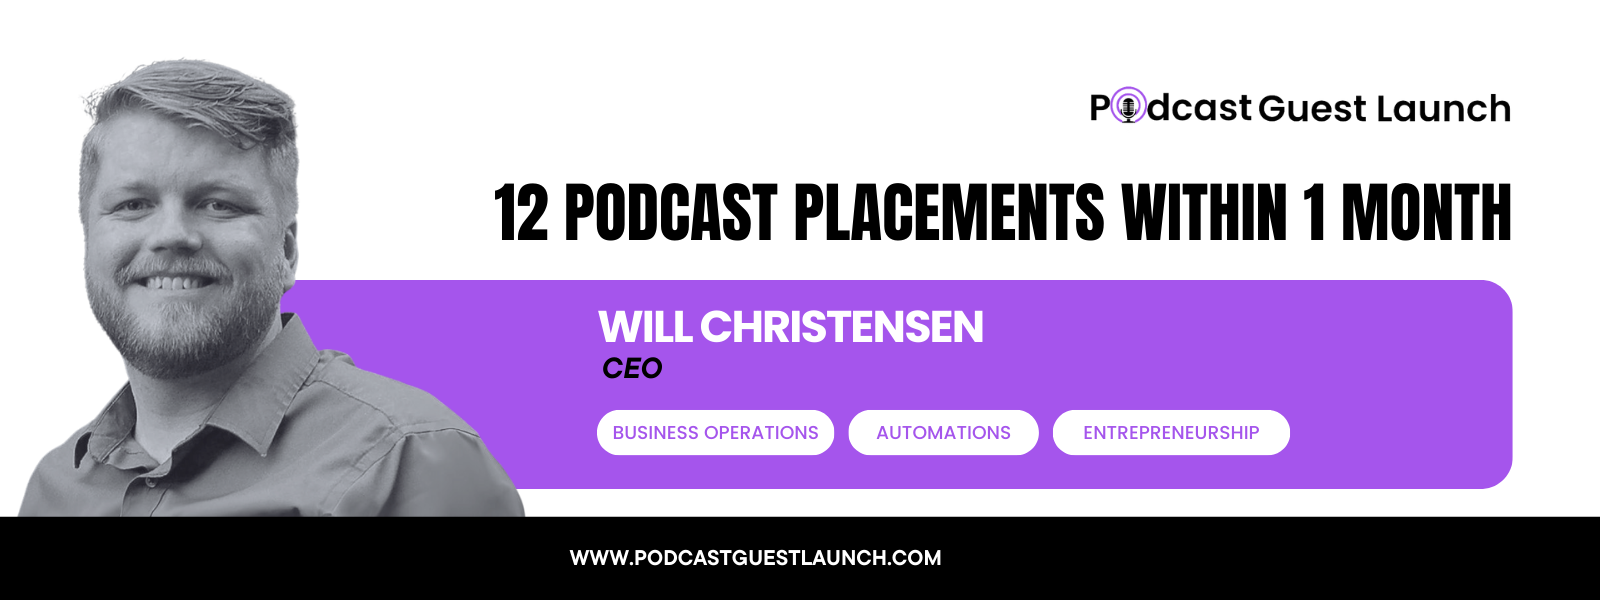 Podcast Guest Launch
12 PODCAST PLACEMENTS WITHIN 1 MONTH
WILL CHRISTENSEN
CEO
BUSINESS OPERATIONS
AUTOMATIONS
ENTREPRENEURSHIP
WWW.PODCASTGUESTLAUNCH.COM